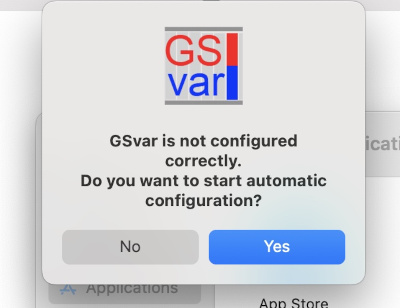 GS
var
GSvar is not configured
correctly.
Do you want to start automatic
configuration?
No
Yes
Applications
App Store